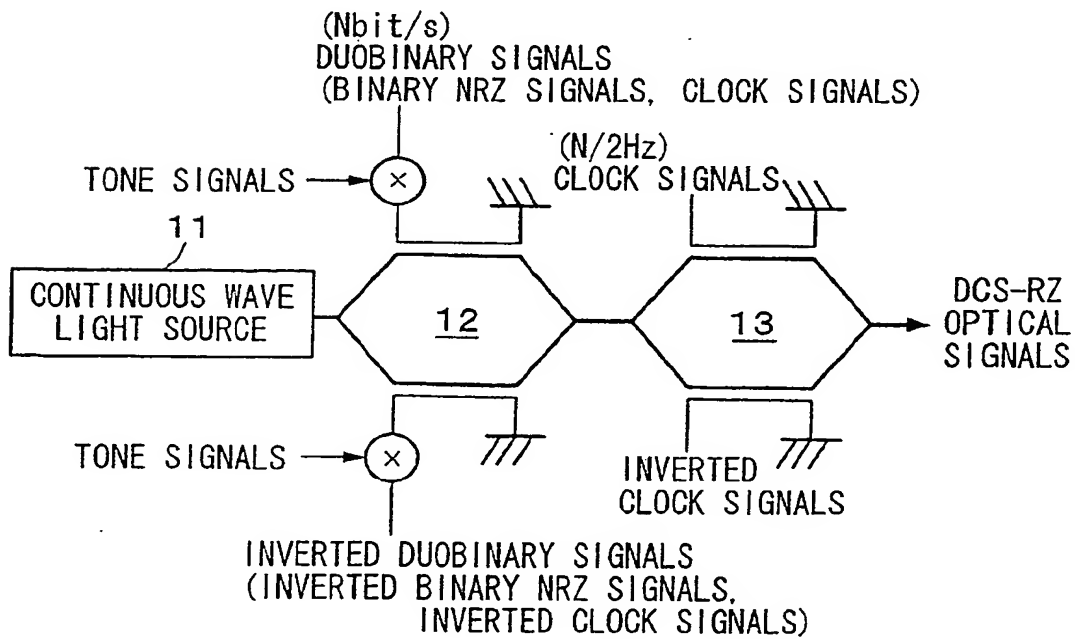 (Nbit/s)
DUOBINARY SIGNALS
(BINARY NRZ SIGNALS, CLOCK SIGNALS)
(N/2Hz)
CLOCK SIGNALS
TONE SIGNALS
×
11
CONTINUOUS WAVE
LIGHT SOURCE
12
13
DCS-RZ
OPTICAL
SIGNALS
TONE SIGNALS
×
INVERTED
CLOCK SIGNALS
INVERTED DUOBINARY SIGNALS
(INVERTED BINARY NRZ SIGNALS,
INVERTED CLOCK SIGNALS)